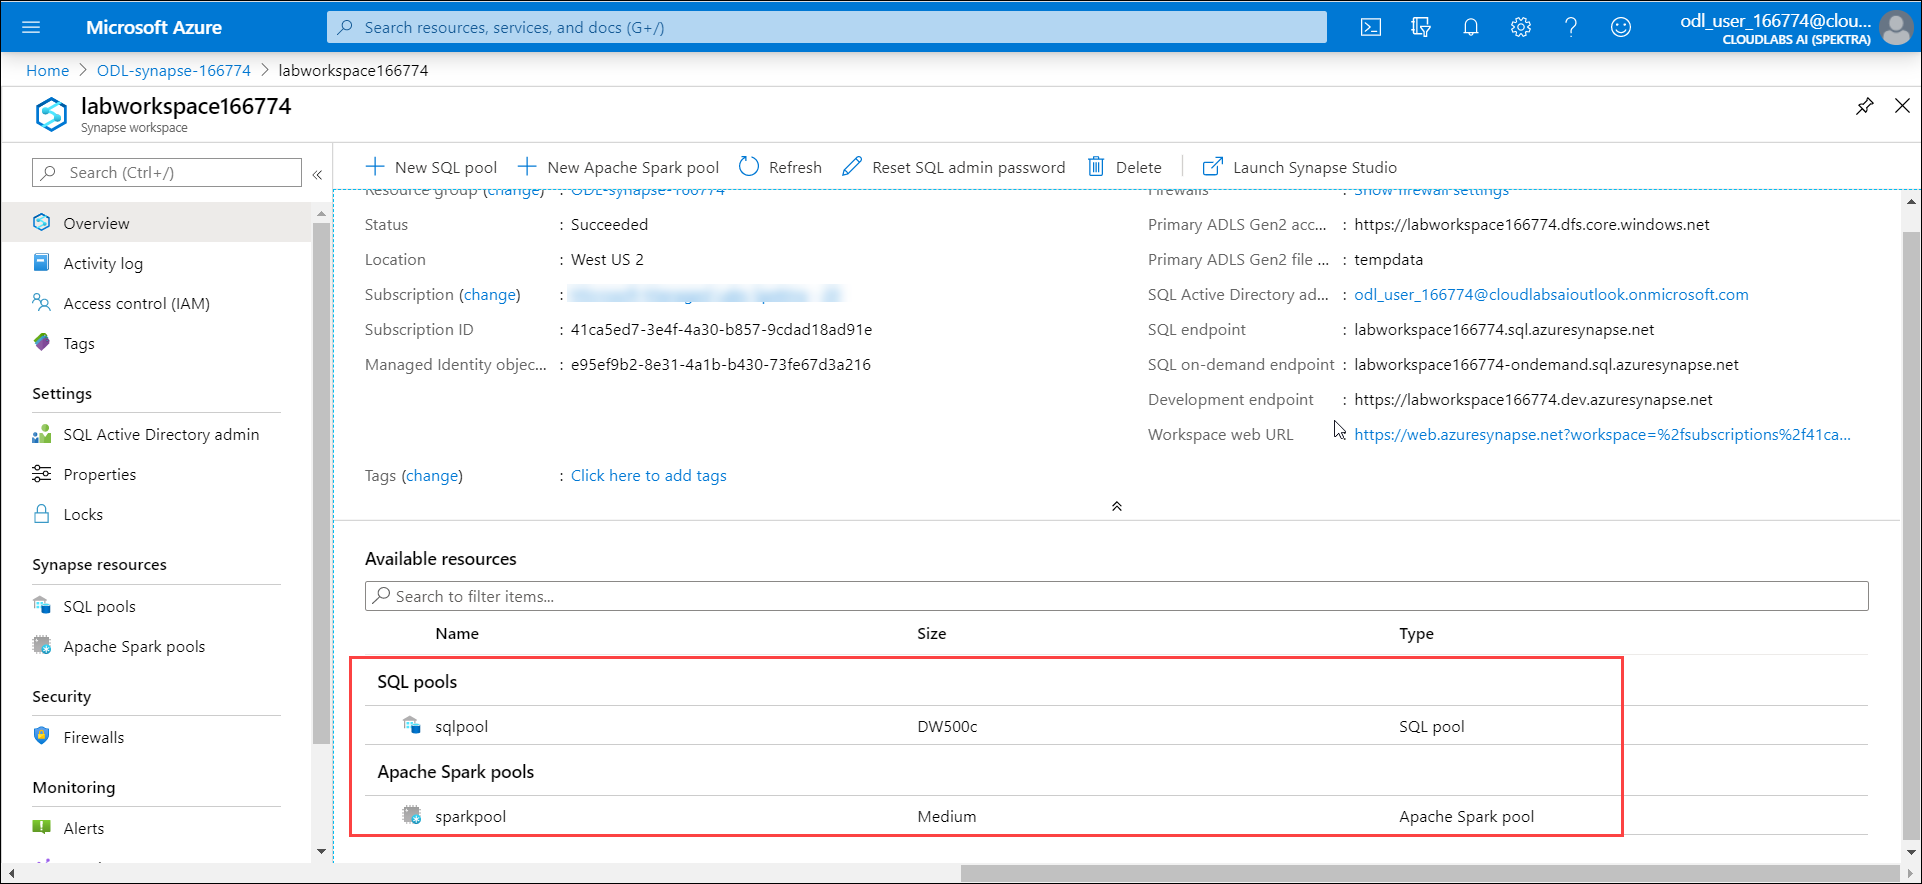 Microsoft Azure
Search resources, services, and docs (G+/)
odl_user_166774@clou...
CLOUDLABS AI (SPEKTRA)
Home > ODL-synapse-166774 > labworkspace166774
labworkspace166774
Synapse workspace
Search (Ctrl+/)
«
Overview
Activity log
Access control (IAM)
Tags
Settings
SQL Active Directory admin
Properties
Locks
Synapse resources
SQL pools
Apache Spark pools
Security
Firewalls
Monitoring
Alerts
New SQL pool
New Apache Spark pool
Refresh
Reset SQL admin password
Delete
Launch Synapse Studio
Resource group (change) : ODL-synapse-166774
Status : Succeeded
Location : West US 2
Subscription (change) :
Subscription ID : 41ca5ed7-3e4f-4a30-b857-9cdad18ad91e
Managed Identity objec... : e95ef9b2-8e31-4a1b-b430-73fe67d3a216
Firewalls : Show firewall settings
Primary ADLS Gen2 acc... : https://labworkspace166774.dfs.core.windows.net
Primary ADLS Gen2 file ... : tempdata
SQL Active Directory ad... : odl_user_166774@cloudlabsaioutlook.onmicrosoft.com
SQL endpoint : labworkspace166774.sql.azuresynapse.net
SQL on-demand endpoint : labworkspace166774-ondemand.sql.azuresynapse.net
Development endpoint : https://labworkspace166774.dev.azuresynapse.net
Workspace web URL : https://web.azuresynapse.net?workspace=%2fsubscriptions%2f41ca...
Tags (change) : Click here to add tags
Available resources
Search to filter items...
Name Size Type
SQL pools
sqlpool DW500c SQL pool
Apache Spark pools
sparkpool Medium Apache Spark pool